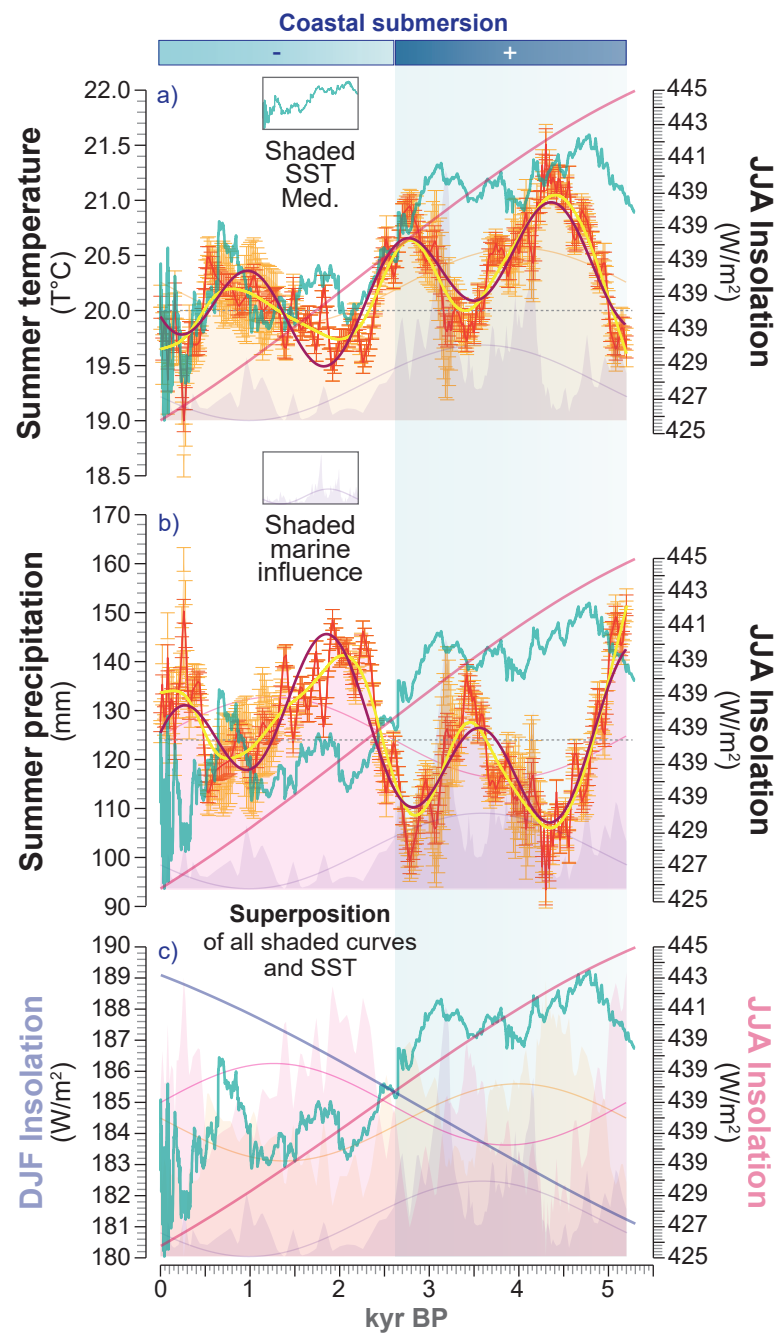 Coastal submersion
-
+
a)
22.0
21.5
21.0
20.5
20.0
19.5
19.0
18.5
Summer temperature
(T°C)
Shaded
SST
Med.
445
443
441
439
439
439
439
439
429
427
425
JJA Insolation
(W/m²)
b)
170
160
150
140
130
120
110
100
90
Summer precipitation
(mm)
Shaded
marine
influence
445
443
441
439
439
439
439
439
429
427
425
JJA Insolation
(W/m²)
c)
Superposition
of all shaded curves
and SST
190
189
188
187
186
185
184
183
182
181
180
DJF Insolation
(W/m²)
445
443
441
439
439
439
439
439
429
427
425
JJA Insolation
(W/m²)
0
1
2
3
4
5
kyr BP